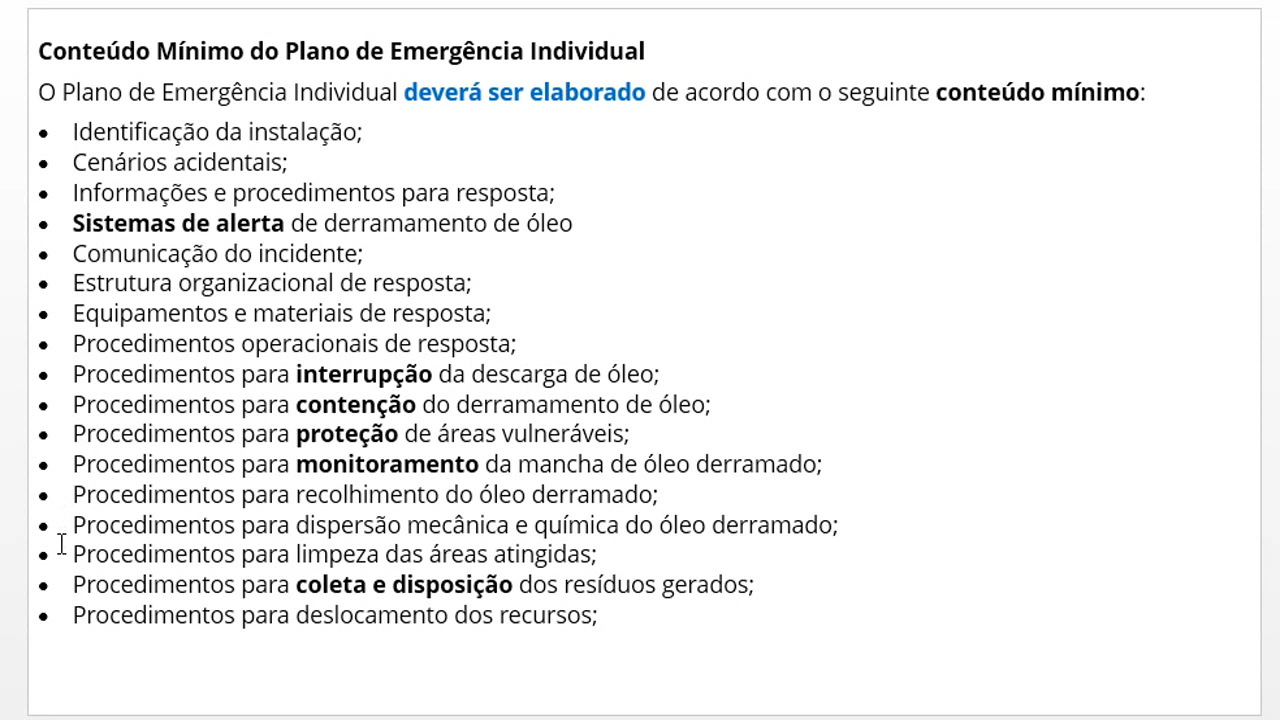 Conteúdo Mínimo do Plano de Emergência Individual
O Plano de Emergência Individual deverá ser elaborado de acordo com o seguinte conteúdo mínimo:
• Identificação da instalação;
• Cenários acidentais;
• Informações e procedimentos para resposta;
• Sistemas de alerta de derramamento de óleo
• Comunicação do incidente;
• Estrutura organizacional de resposta;
• Equipamentos e materiais de resposta;
• Procedimentos operacionais de resposta;
• Procedimentos para interrupção da descarga de óleo;
• Procedimentos para contenção do derramamento de óleo;
• Procedimentos para proteção de áreas vulneráveis;
• Procedimentos para monitoramento da mancha de óleo derramado;
• Procedimentos para recolhimento do óleo derramado;
• Procedimentos para dispersão mecânica e química do óleo derramado;
• Procedimentos para limpeza das áreas atingidas;
• Procedimentos para coleta e disposição dos resíduos gerados;
• Procedimentos para deslocamento dos recursos;